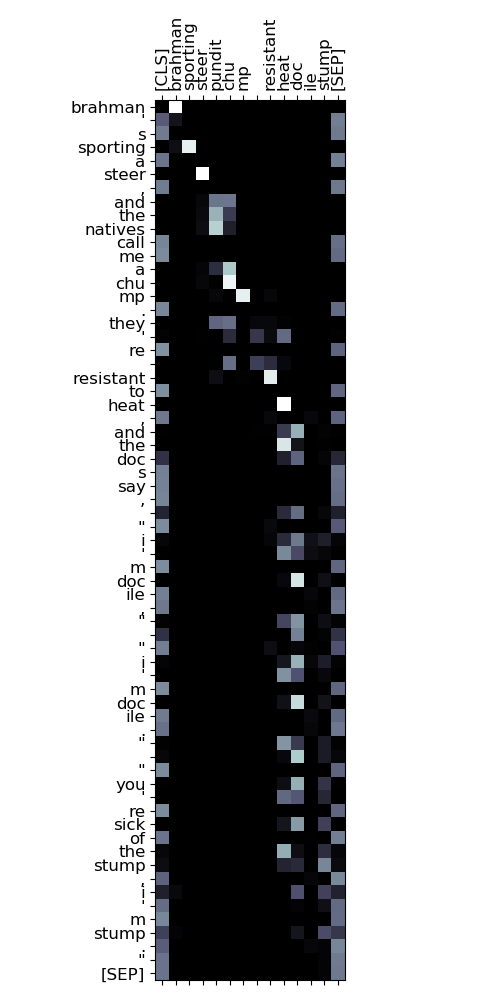 [CLS]
brahman
sporting
steer
pundit
chu
mp
resistant
heat
doc
ile
stump
[SEP]
brahman
'
s
sporting
a
steer
,
and
the
natives
call
me
a
chu
mp
.
they
'
re
resistant
to
heat
,
and
the
doc
s
say
,
"
i
'
m
doc
ile
,
"
"
i
'
m
doc
ile
.
"
"
you
'
re
sick
of
the
stump
,
i
'
m
stump
.
"
[SEP]